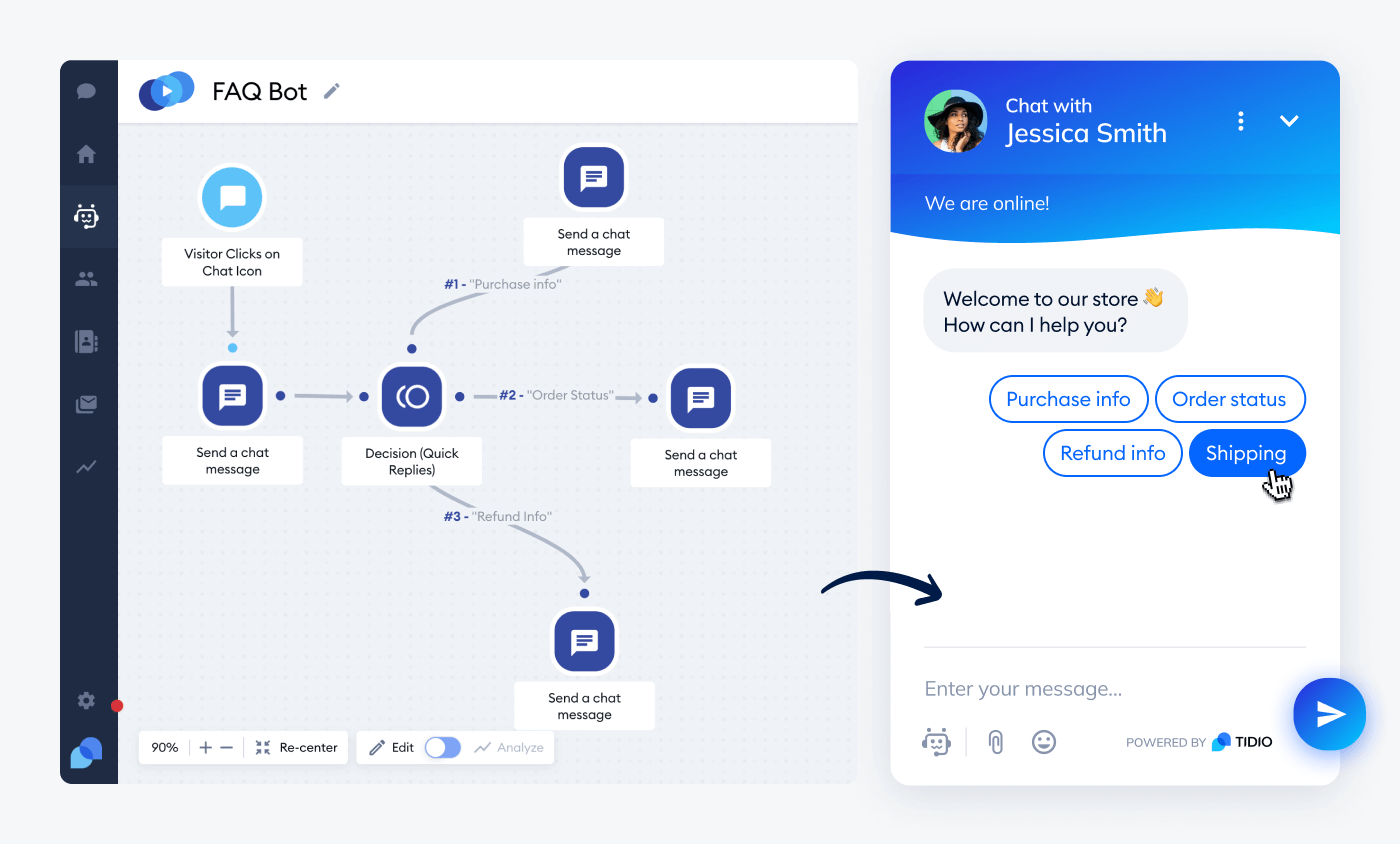 FAQ Bot
Visitor Clicks on
Chat Icon
Send a chat
message
#1 - "Purchase info"
Send a chat
message
Decision (Quick
Replies)
#2 - "Order Status"
Send a chat
message
#3 - "Refund Info"
Send a chat
message
90%
Re-center
Edit
Analyze
Chat with
Jessica Smith
We are online!
Welcome to our store 👋
How can I help you?
Purchase info
Order status
Refund info
Shipping
Enter your message...
POWERED BY TIDIO